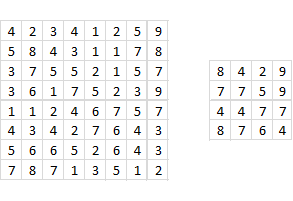 4 2 3 4 1 2 5 9
5 8 4 3 1 1 7 8
3 7 5 5 2 1 5 7
3 6 1 7 5 2 3 9
1 1 2 4 6 7 5 7
4 3 4 2 7 6 4 3
5 6 6 5 2 6 4 3
7 8 7 1 3 5 1 2
8 4 2 9
7 7 5 9
4 4 7 7
8 7 6 4